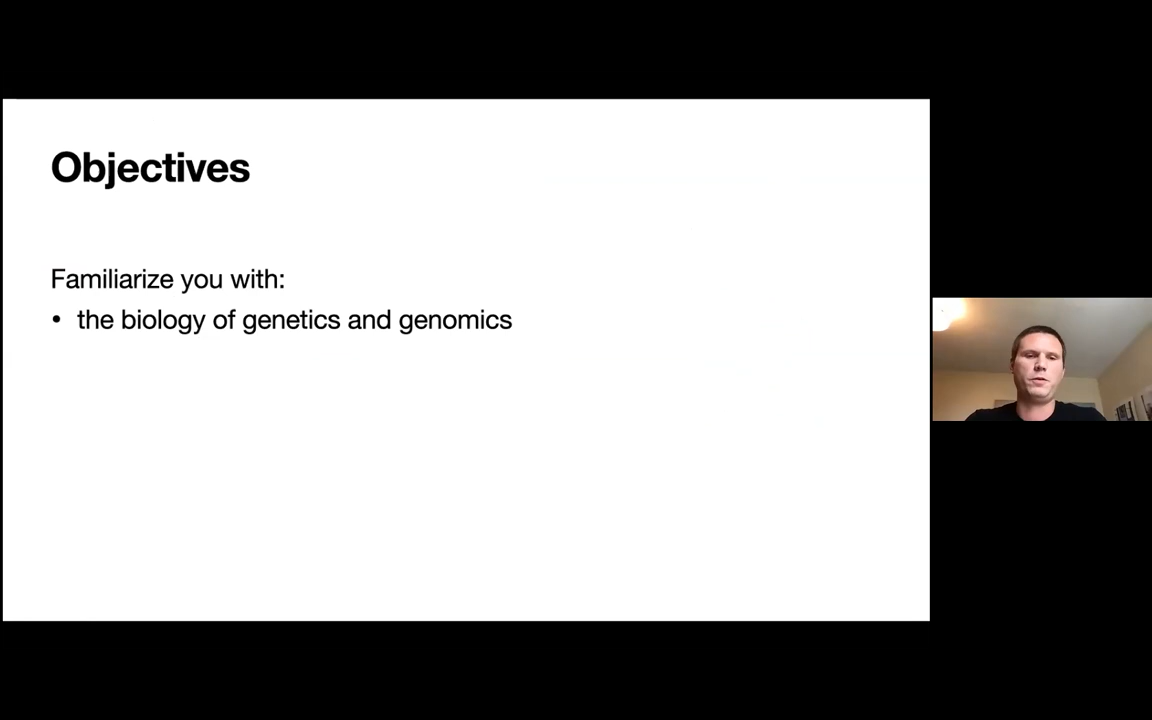 Objectives
Familiarize you with:
• the biology of genetics and genomics